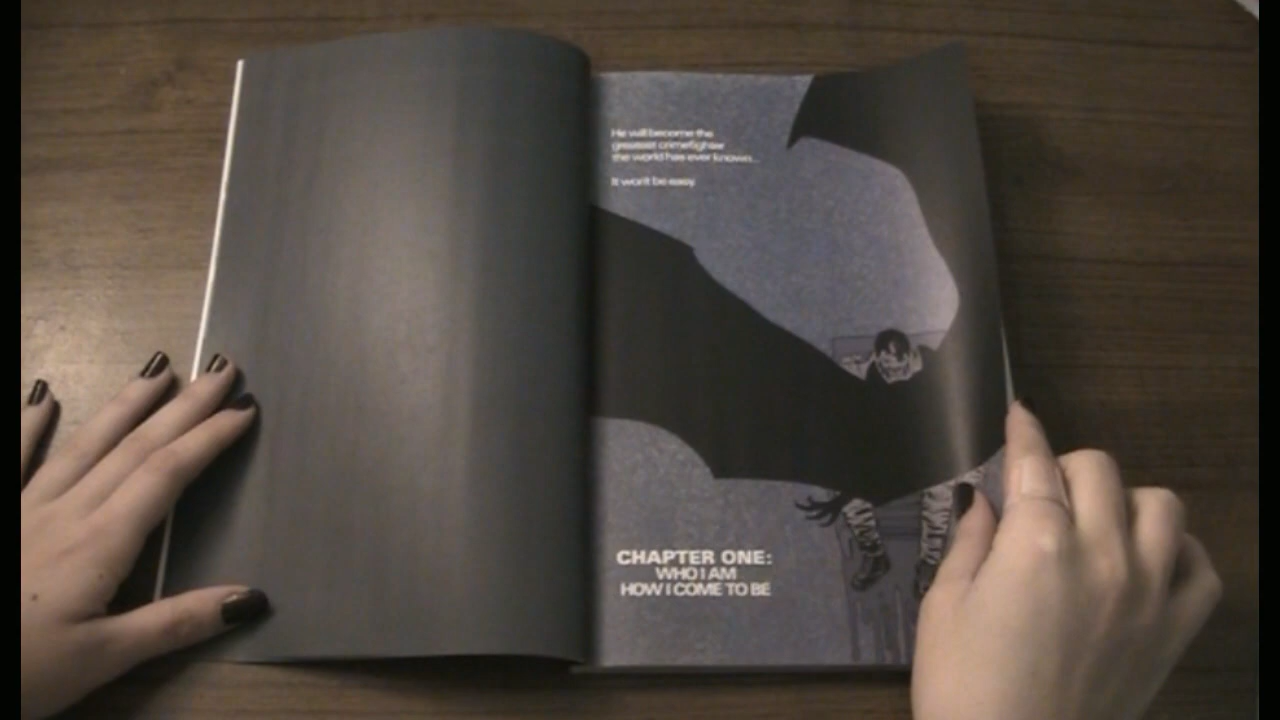 He will become the
greatest crimefighter
the world has ever known...
It won't be easy.
CHAPTER ONE:
WHO I AM
HOW I COME TO BE